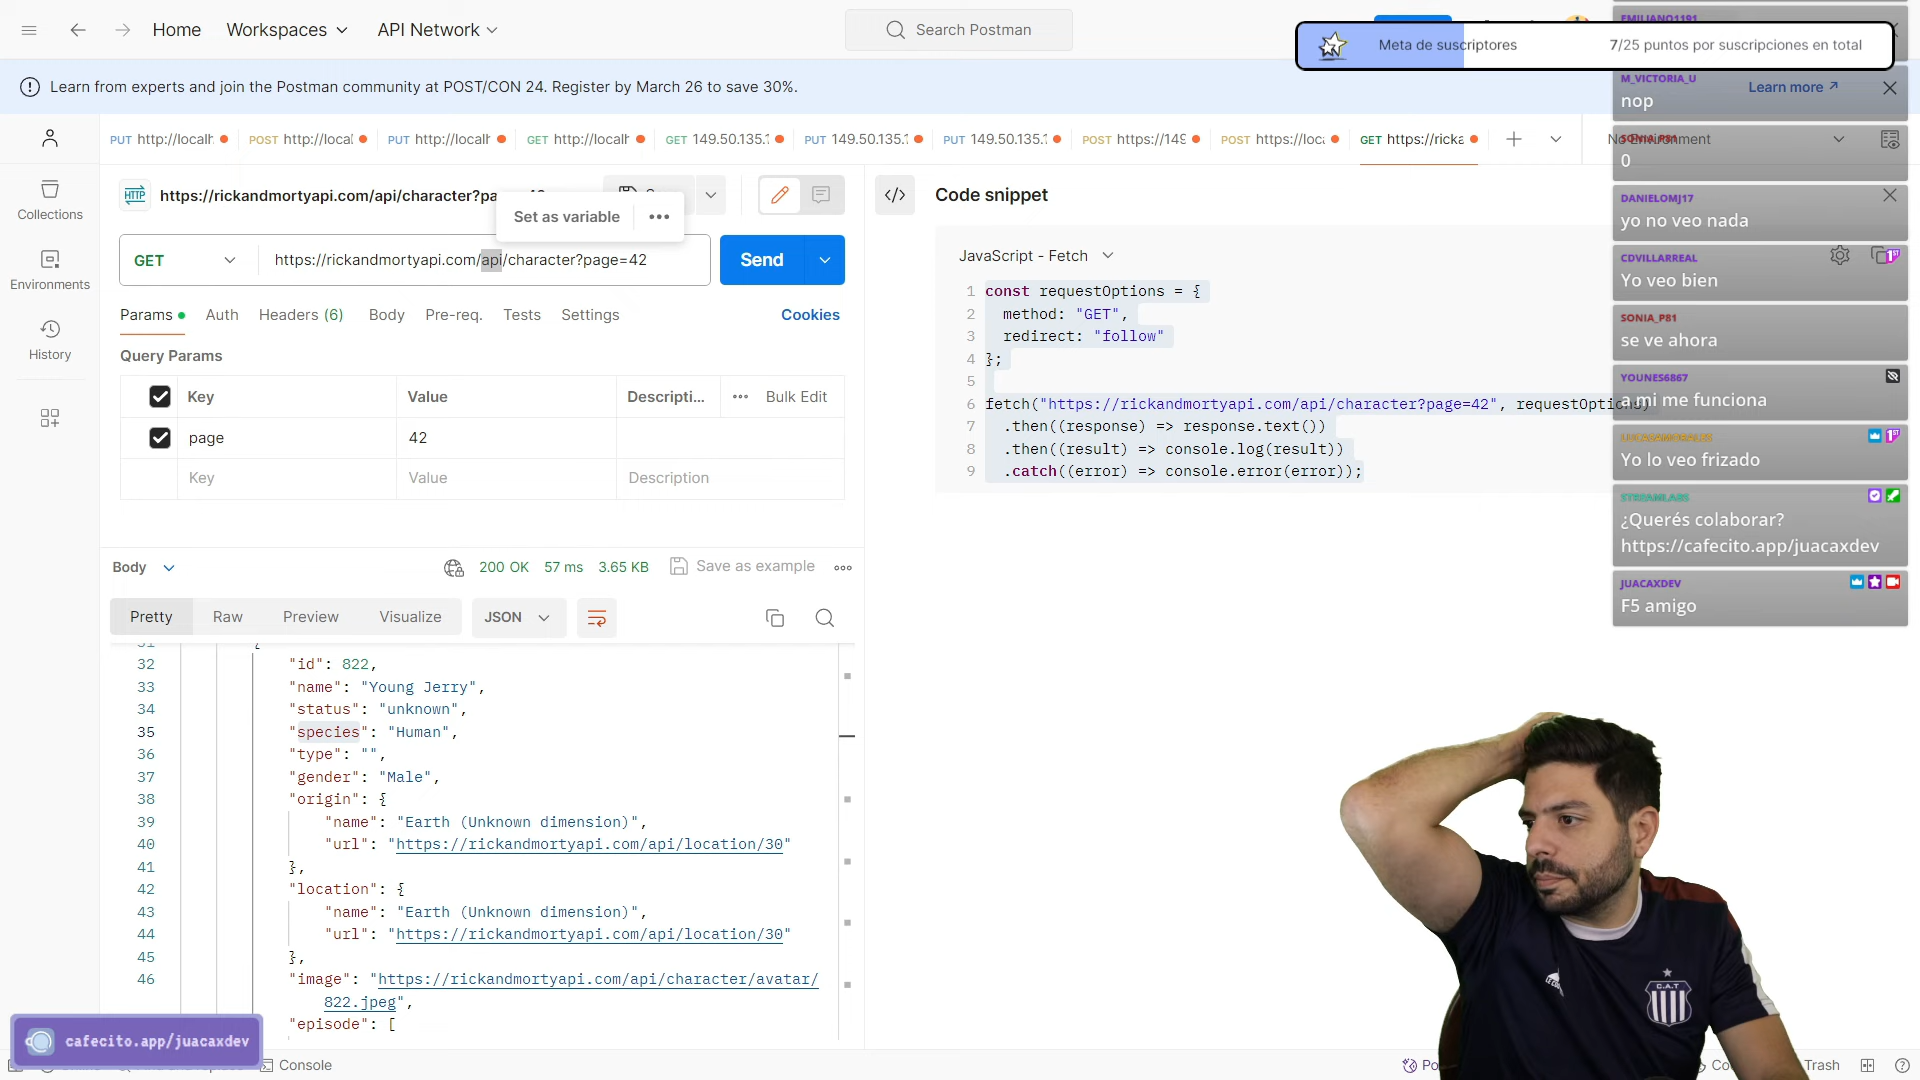 Home
Workspaces
API Network
Search Postman
Meta de suscriptores
7/25 puntos por suscripciones en total
EMILIANO1191
Learn from experts and join the Postman community at POST/CON 24. Register by March 26 to save 30%.
Learn more
M_VICTORIA_U
nop
PUT http://localh
POST http://local
PUT http://localh
GET http://localh
GET 149.50.135.1
PUT 149.50.135.1
PUT 149.50.135.1
POST https://149
POST https://loc
GET https://ricka
No Environment
SONIA_P81
0
HTTP
https://rickandmortyapi.com/api/character?pa
Set as variable
Code snippet
DANIELOMJ17
yo no veo nada
GET
https://rickandmortyapi.com/api/character?page=42
Send
JavaScript - Fetch
CDVILLARREAL
Yo veo bien
Collections
Environments
History
Params
Auth
Headers (6)
Body
Pre-req.
Tests
Settings
Cookies
Query Params
Key
Value
Descripti...
Bulk Edit
page
42
Key
Value
Description
1 const requestOptions = {
2 method: "GET",
3 redirect: "follow"
4 };
5
6 fetch("https://rickandmortyapi.com/api/character?page=42", requestOptions)
7 .then((response) => response.text())
8 .then((result) => console.log(result))
9 .catch((error) => console.error(error));
SONIA_P81
se ve ahora
YOUNES6867
a mi me funciona
Yo lo veo frizado
STREAMLABS
¿Querés colaborar?
https://cafecito.app/juacaxdev
JUACAXDEV
F5 amigo
Body
200 OK
57 ms
3.65 KB
Save as example
Pretty
Raw
Preview
Visualize
JSON
31 {
32 "id": 822,
33 "name": "Young Jerry",
34 "status": "unknown",
35 "species": "Human",
36 "type": "",
37 "gender": "Male",
38 "origin": {
39 "name": "Earth (Unknown dimension)",
40 "url": "https://rickandmortyapi.com/api/location/30"
41 },
42 "location": {
43 "name": "Earth (Unknown dimension)",
44 "url": "https://rickandmortyapi.com/api/location/30"
45 },
46 "image": "https://rickandmortyapi.com/api/character/avatar/
822.jpeg",
"episode": [
C.A.T
cafecito.app/juacaxdev
Console
Po
Co
Trash